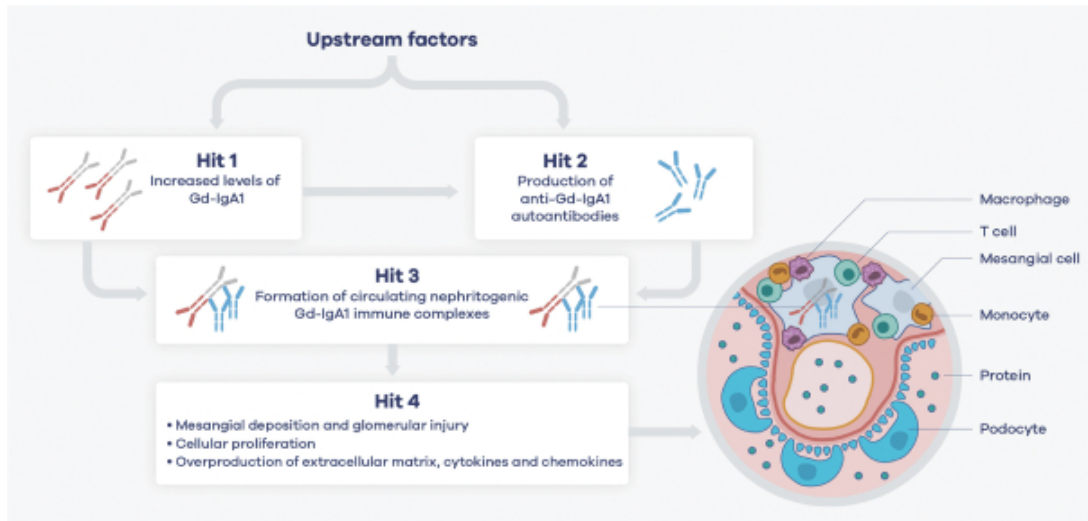 Upstream factors
Hit 1
Increased levels of
Gd-IgA1
Hit 2
Production of
anti-Gd-IgA1
autoantibodies
Hit 3
Formation of circulating nephritogenic
Gd-IgA1 immune complexes
Hit 4
• Mesangial deposition and glomerular injury
• Cellular proliferation
• Overproduction of extracellular matrix, cytokines and chemokines
Macrophage
T cell
Mesangial cell
Monocyte
Protein
Podocyte